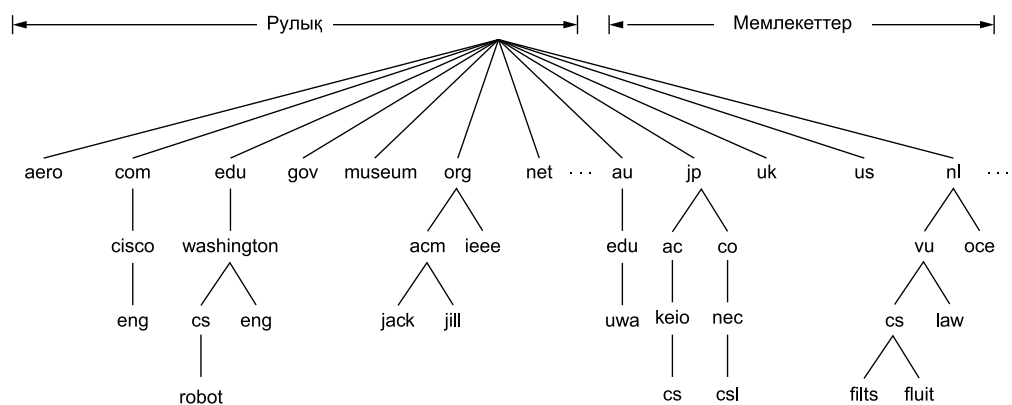 Рулық Мемлекеттер
aero com edu gov museum org net · · · au jp uk us nl · · ·
cisco washington acm ieee edu ac co vu oce
eng cs eng jack jill uwa keio nec cs law
robot cs csl filts fluit